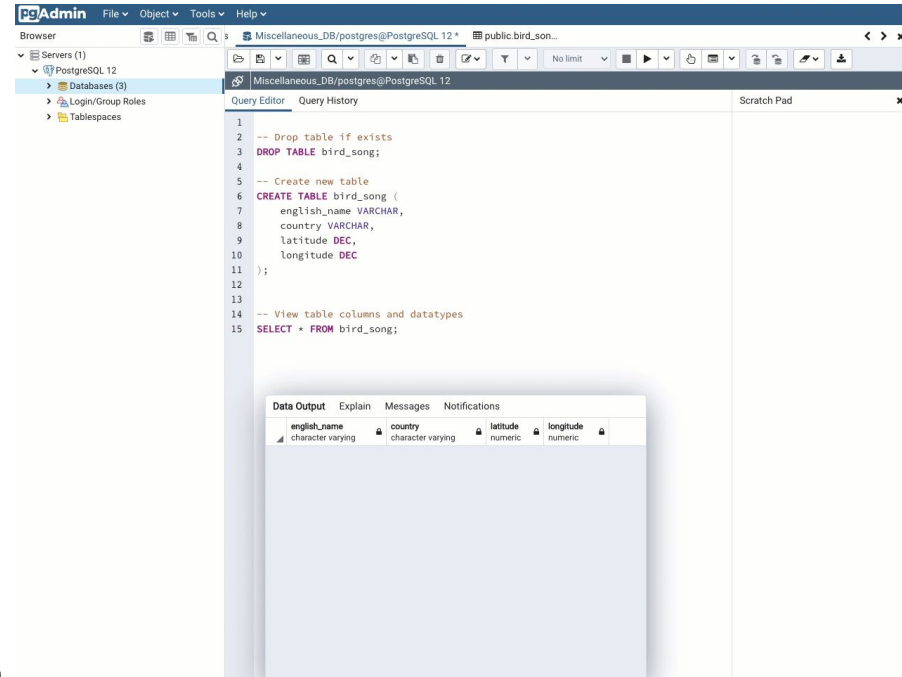 pgAdmin File Object Tools Help
Browser
s Miscellaneous_DB/postgres@PostgreSQL 12 * public.bird_son...
Servers (1)
PostgreSQL 12
Databases (3)
Login/Group Roles
Tablespaces
No limit
Miscellaneous_DB/postgres@PostgreSQL 12
Query Editor Query History
Scratch Pad
1
2 -- Drop table if exists
3 DROP TABLE bird_song;
4
5 -- Create new table
6 CREATE TABLE bird_song (
7 english_name VARCHAR,
8 country VARCHAR,
9 latitude DEC,
10 longitude DEC
11 );
12
13
14 -- View table columns and datatypes
15 SELECT * FROM bird_song;
Data Output Explain Messages Notifications
english_name country latitude longitude
character varying character varying numeric numeric